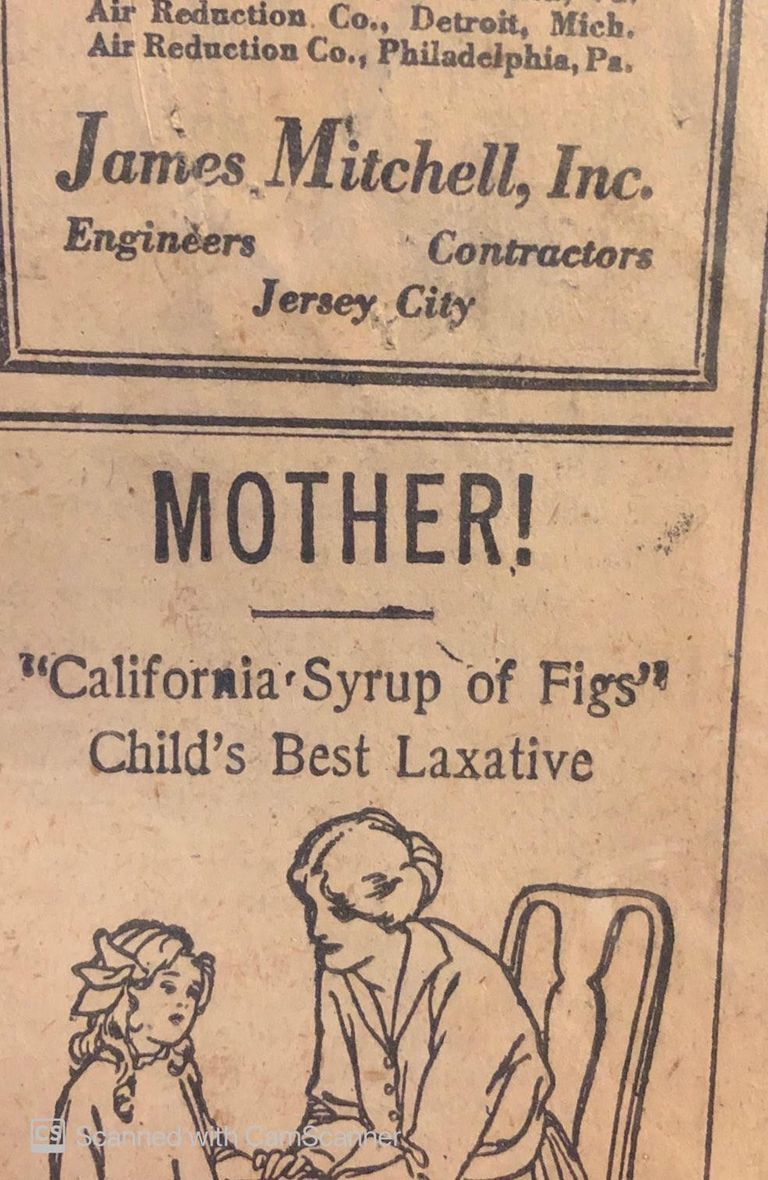 Air Reduction Co., Detroit, Mich.
Air Reduction Co., Philadelphia, Pa.
James Mitchell, Inc.
Engineers Contractors
Jersey City
MOTHER!
"California Syrup of Figs"
Child's Best Laxative
CS Scanned with CamScanner